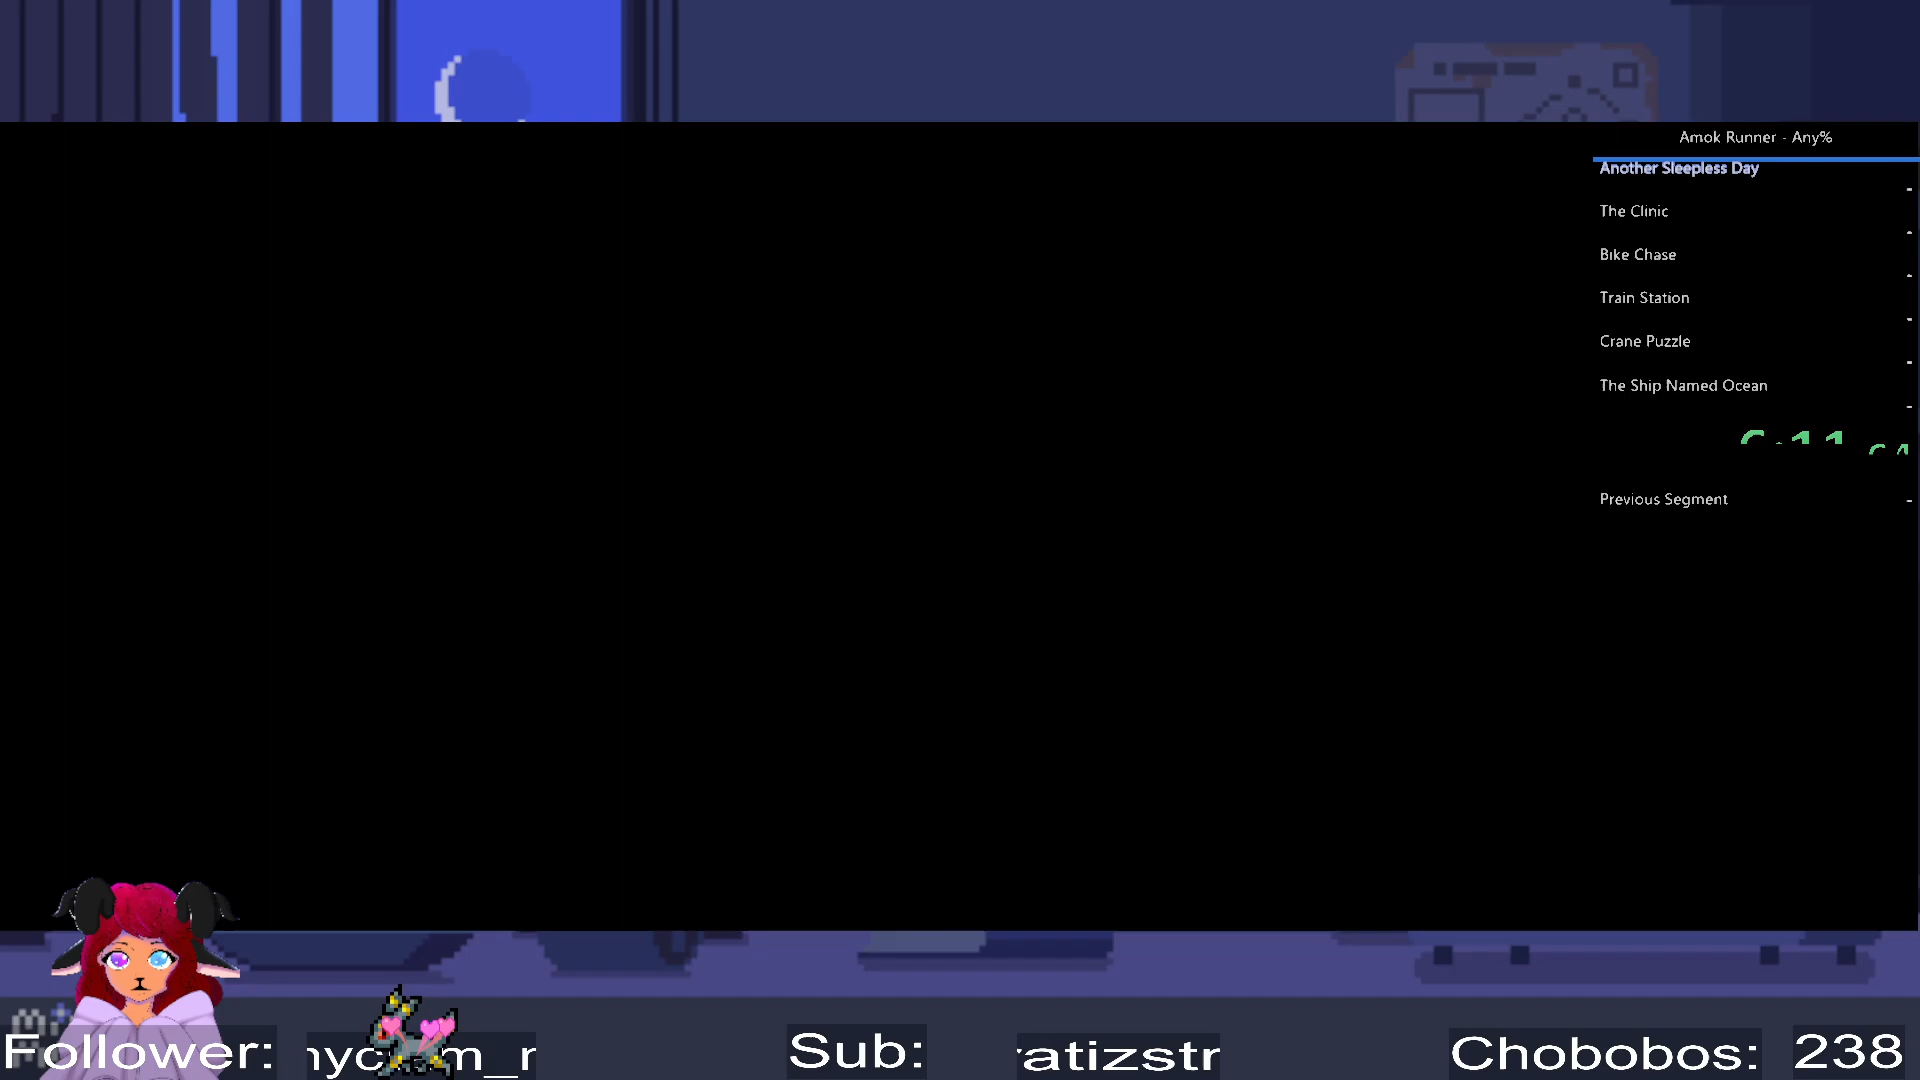 Amok Runner - Any%
Another Sleepless Day
-
The Clinic
-
Bike Chase
-
Train Station
-
Crane Puzzle
-
The Ship Named Ocean
-
Previous Segment
-
Follower:
Sub:
atizstr
Chobobos: 238